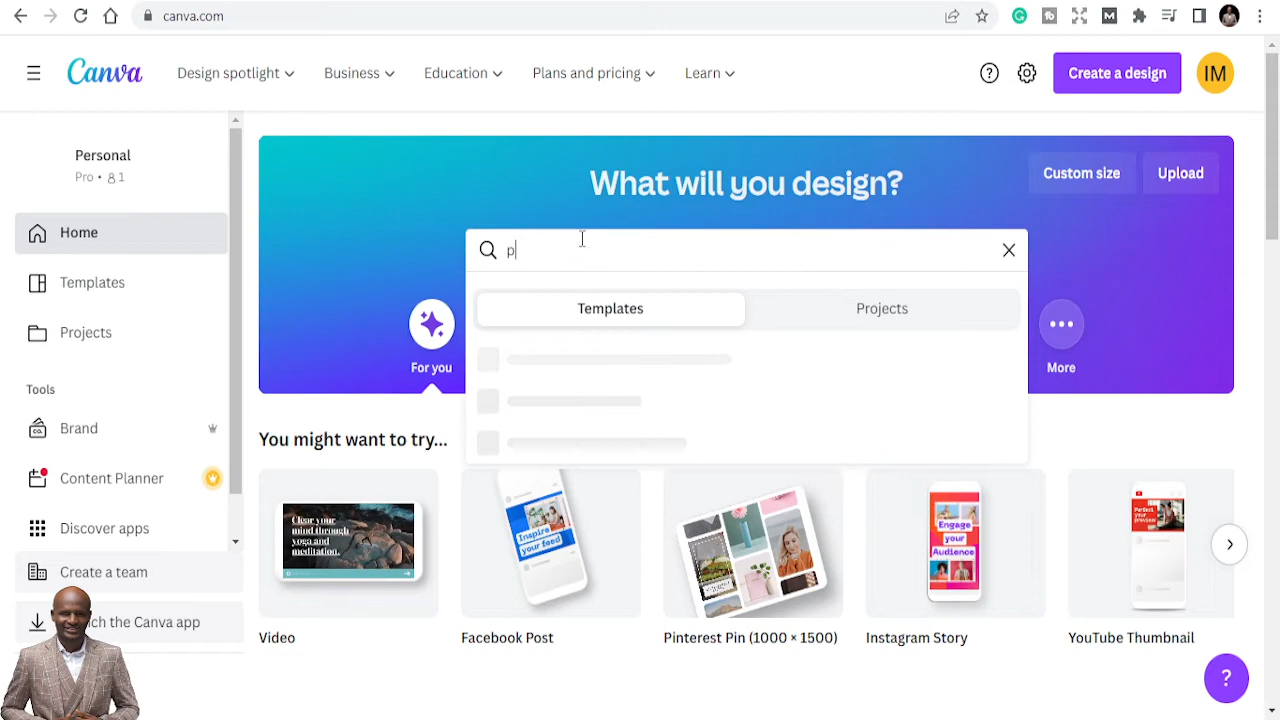 canva.com
Canva
Design spotlight
Business
Education
Plans and pricing
Learn
Create a design
IM
Personal
Pro • 1
Home
Templates
Projects
Tools
Brand
Content Planner
Discover apps
Create a team
ch the Canva app
What will you design?
Custom size
Upload
p
Templates
Projects
For you
More
You might want to try...
Clear your
mind through
yoga and
meditation.
Inspire
your feed
Engage
your
Audience
Perfect
your
preview
Video
Facebook Post
Pinterest Pin (1000 × 1500)
Instagram Story
YouTube Thumbnail
?